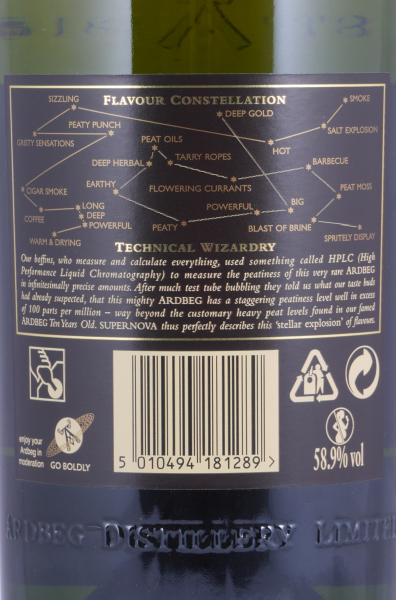 FLAVOUR CONSTELLATION
SIZZLING
SMOKE
DEEP GOLD
PEATY PUNCH
SALT EXPLOSION
GRISTY SENSATIONS
PEAT OILS
HOT
DEEP HERBAL
TARRY ROPES
BARBECUE
EARTHY
FLOWERING CURRANTS
CIGAR SMOKE
PEAT MOSS
COFFEE
LONG
DEEP
POWERFUL
POWERFUL
BIG
PEATY
BLAST OF BRINE
WARM & DRYING
SPRITELY DISPLAY
TECHNICAL WIZARDRY
Our boffins, who measure and calculate everything, used something called HPLC (High
Performance Liquid Chromatography) to measure the peatiness of this very rare ARDBEG
in infinitesimally precise amounts. After much test tube bubbling they told us what our taste buds
had already suspected, that this mighty ARDBEG has a staggering peatiness level well in excess
of 100 parts per million – way beyond the customary heavy peat levels found in our famed
ARDBEG Ten Years Old. SUPERNOVA thus perfectly describes this 'stellar explosion' of flavours.
enjoy your
Ardbeg in
moderation
GO BOLDLY
5 010494 181289 >
58.9% vol
ARDBEG DISTILLERY LIMITED